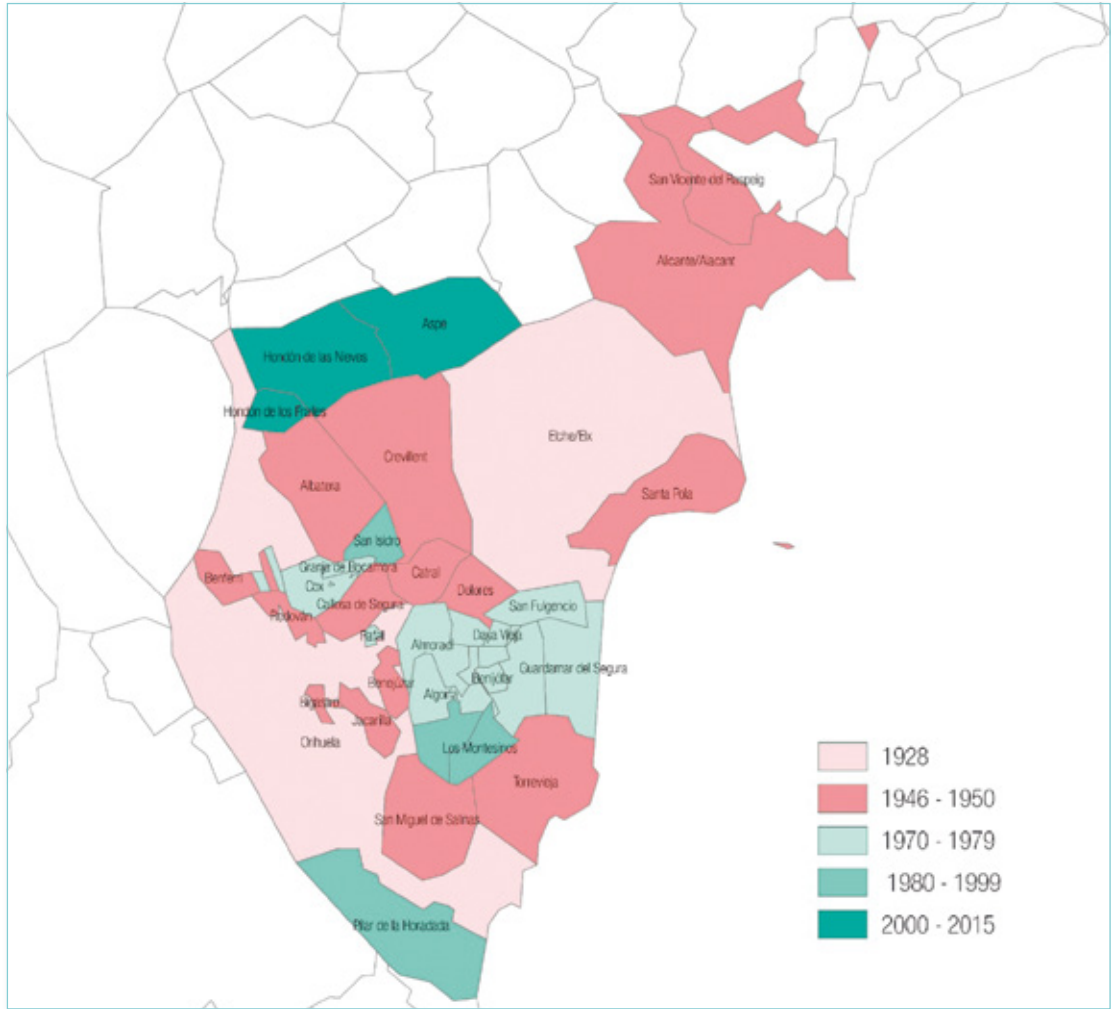 San Vicente del Raspeig
Alicante/Alacant
Aspe
Hondón de las Nieves
Hondón de los Frailes
Elche/Elx
Crevillent
Albatera
Santa Pola
San Isidro
Granja de Rocamora
Benferri
Cox
Catral
Dolores
Callosa de Segura
San Fulgencio
Redován
Rafal
Daya Vieja
Almoradí
Guardamar del Segura
Benejúzar
Benijófar
Algorfa
Bigastro
Jacarilla
Orihuela
Los Montesinos
Torrevieja
San Miguel de Salinas
Pilar de la Horadada
1928
1946 - 1950
1970 - 1979
1980 - 1999
2000 - 2015